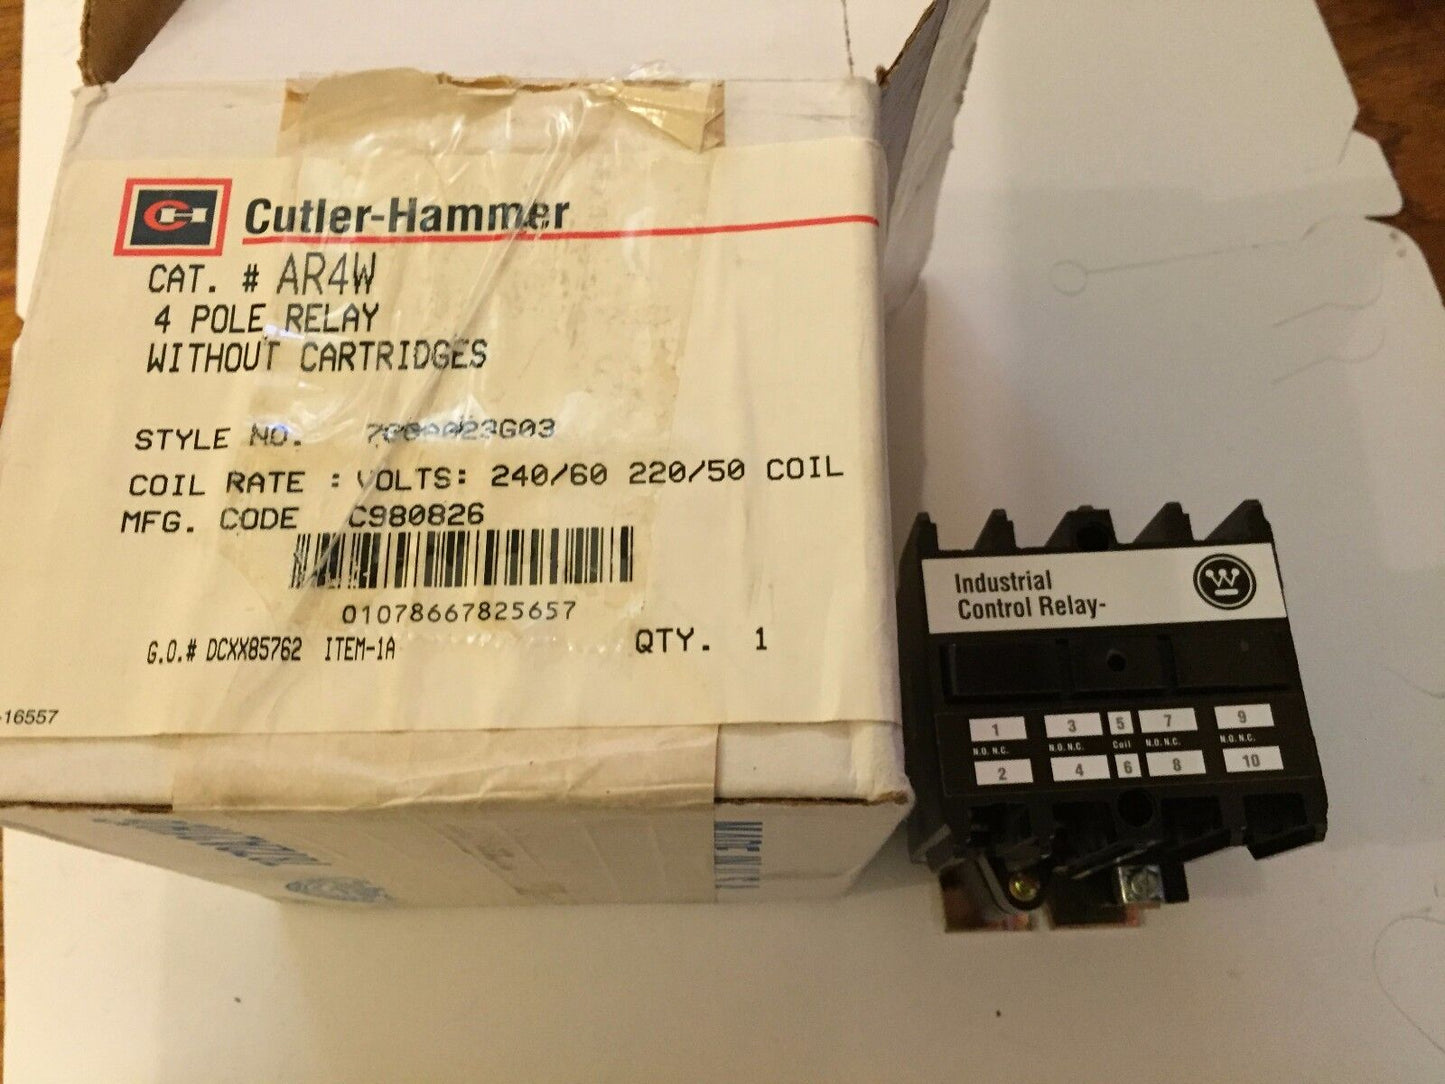 Cutler-Hammer
CAT. # AR4W
4 POLE RELAY
WITHOUT CARTRIDGES
STYLE NO.
COIL RATE : VOLTS: 240/60 220/50 COIL
MFG. CODE C980826
01078667825657
G.O.# DCXX85762 ITEM-1A QTY. 1
-16557
Industrial
Control Relay-
W
1 3 5 7 9
N.O. N.C. N.O. N.C. Coil N.O. N.C. N.O. N.C.
2 4 6 8 10